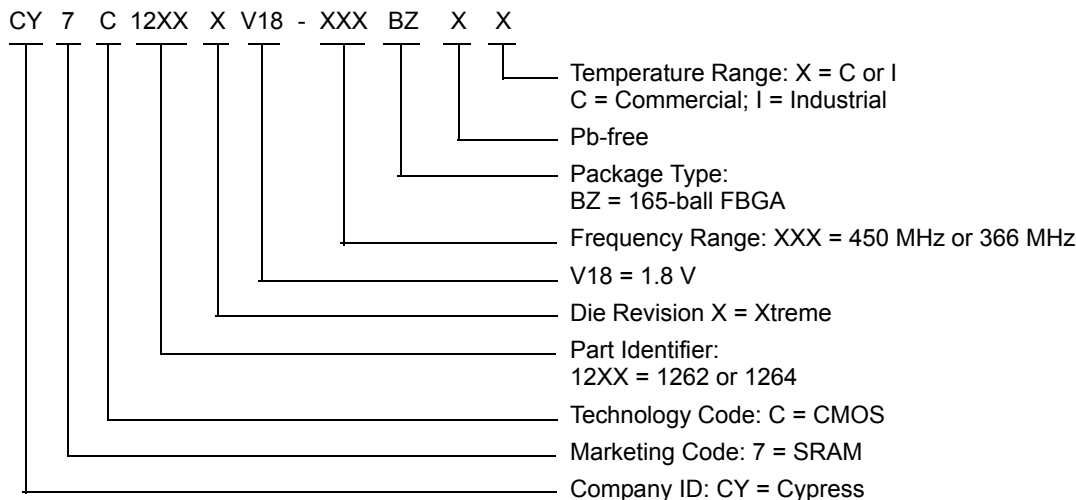 CY 7 C 12XX X V18 - XXX BZ X X
Temperature Range: X = C or I
C = Commercial; I = Industrial
Pb-free
Package Type:
BZ = 165-ball FBGA
Frequency Range: XXX = 450 MHz or 366 MHz
V18 = 1.8 V
Die Revision X = Xtreme
Part Identifier:
12XX = 1262 or 1264
Technology Code: C = CMOS
Marketing Code: 7 = SRAM
Company ID: CY = Cypress